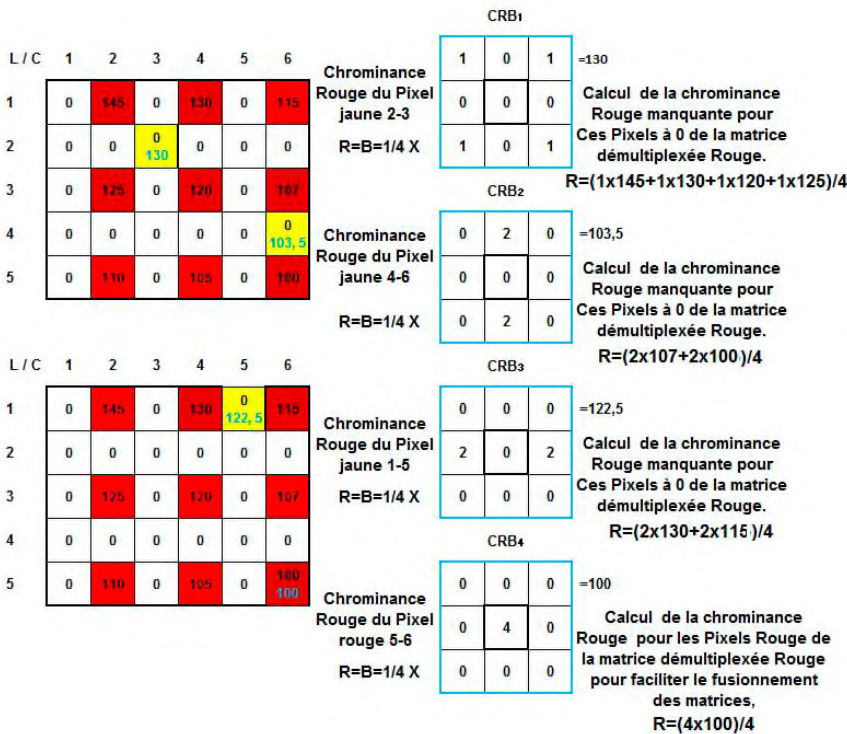 CRB1
L / C 1 2 3 4 5 6
1 0 145 0 130 0 115
2 0 0 0 130 0 0 0
3 0 125 0 120 0 107
4 0 0 0 0 0 0 103,5
5 0 110 0 105 0 100
Chrominance
Rouge du Pixel
jaune 2-3
R=B=1/4 X
1 0 1
0 0 0
1 0 1
=130
Calcul de la chrominance
Rouge manquante pour
Ces Pixels à 0 de la matrice
démultiplexée Rouge.
R=(1x145+1x130+1x120+1x125)/4
CRB2
Chrominance
Rouge du Pixel
jaune 4-6
R=B=1/4 X
0 2 0
0 0 0
0 2 0
=103,5
Calcul de la chrominance
Rouge manquante pour
Ces Pixels à 0 de la matrice
démultiplexée Rouge.
R=(2x107+2x100)/4
L / C 1 2 3 4 5 6
1 0 145 0 130 0 122,5 115
2 0 0 0 0 0 0
3 0 125 0 120 0 107
4 0 0 0 0 0 0
5 0 110 0 105 0 100 100
CRB3
Chrominance
Rouge du Pixel
jaune 1-5
R=B=1/4 X
0 0 0
2 0 2
0 0 0
=122,5
Calcul de la chrominance
Rouge manquante pour
Ces Pixels à 0 de la matrice
démultiplexée Rouge.
R=(2x130+2x115)/4
CRB4
Chrominance
Rouge du Pixel
rouge 5-6
R=B=1/4 X
0 0 0
0 4 0
0 0 0
=100
Calcul de la chrominance
Rouge pour les Pixels Rouge de
la matrice démultiplexée Rouge
pour faciliter le fusionnement
des matrices,
R=(4x100)/4